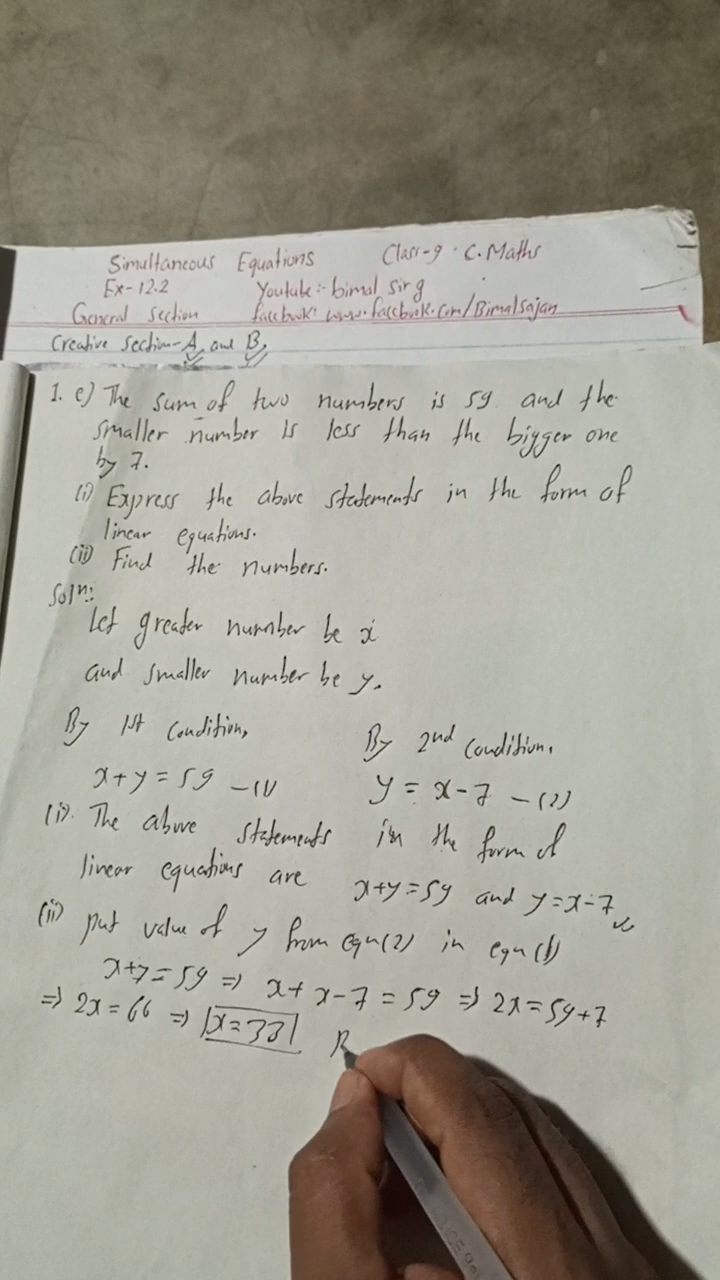 Simultaneous Equations Class-9. C. Maths
Ex-12.2 Youtube:- bimal sir g
General section facebook: www.facebook.com/Bimalsajan
Creative section-A, and B,
1. e) The sum of two numbers is 59 and the
smaller number is less than the bigger one
by 7.
(i) Express the above statements in the form of
linear equations.
(ii) Find the numbers.
Solⁿ:
Let greater number be x
and smaller number be y.
By 1st condition, By 2nd condition,
x+y=59 -(1) y = x-7 -(2)
(i). The above statements in the form of
linear equations are x+y=59 and y=x-7
(ii) put value of y from eqn(2) in eqn(1)
x+y=59 => x+x-7=59 => 2x=59+7
=> 2x=66 => x=33